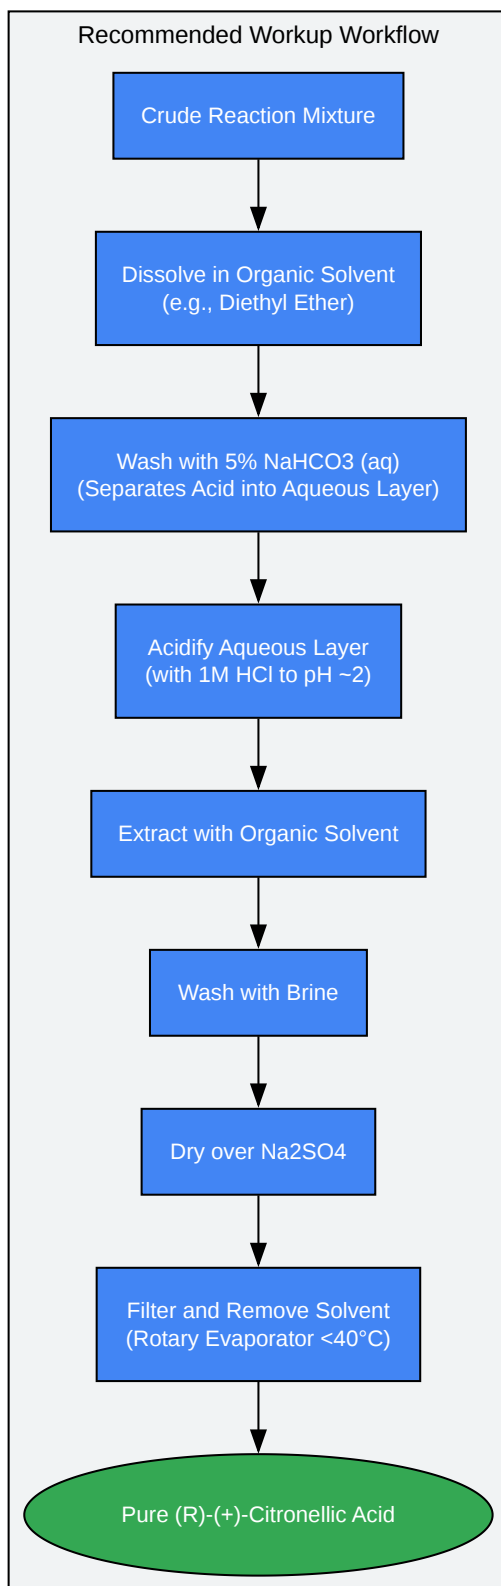 Recommended Workup Workflow
Crude Reaction Mixture
Dissolve in Organic Solvent
(e.g., Diethyl Ether)
Wash with 5% NaHCO3 (aq)
(Separates Acid into Aqueous Layer)
Acidify Aqueous Layer
(with 1M HCl to pH ~2)
Extract with Organic Solvent
Wash with Brine
Dry over Na2SO4
Filter and Remove Solvent
(Rotary Evaporator <40°C)
Pure (R)-(+)-Citronellic Acid